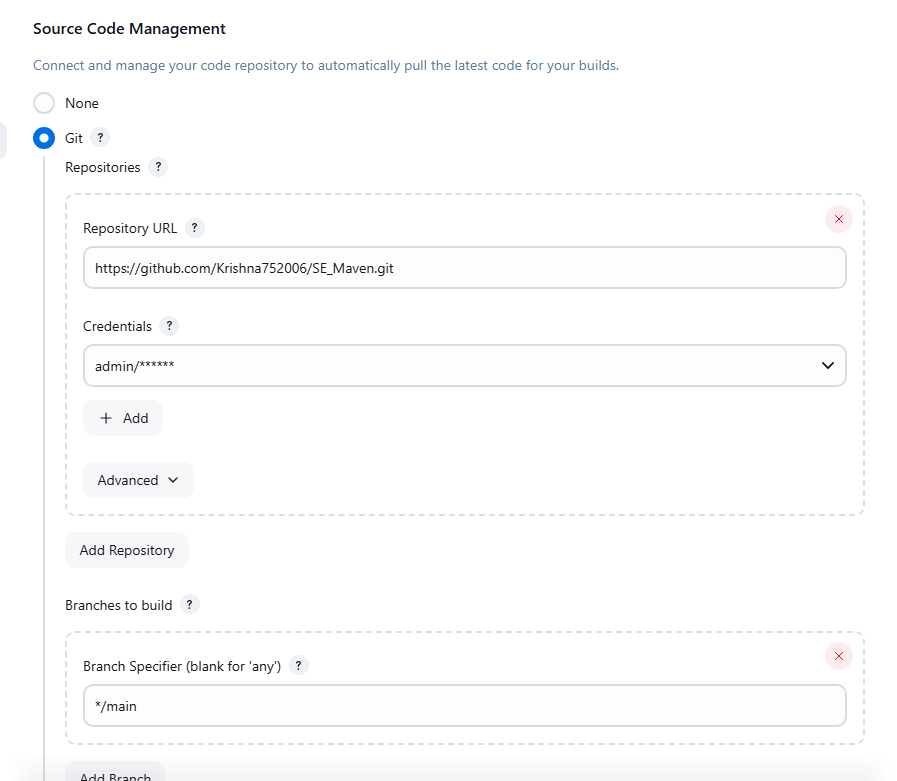 Source Code Management
Connect and manage your code repository to automatically pull the latest code for your builds.
None
Git ?
Repositories ?
Repository URL ?
https://github.com/Krishna752006/SE_Maven.git
Credentials ?
admin/******
+ Add
Advanced
Add Repository
Branches to build ?
Branch Specifier (blank for 'any') ?
*/main
Add Branch